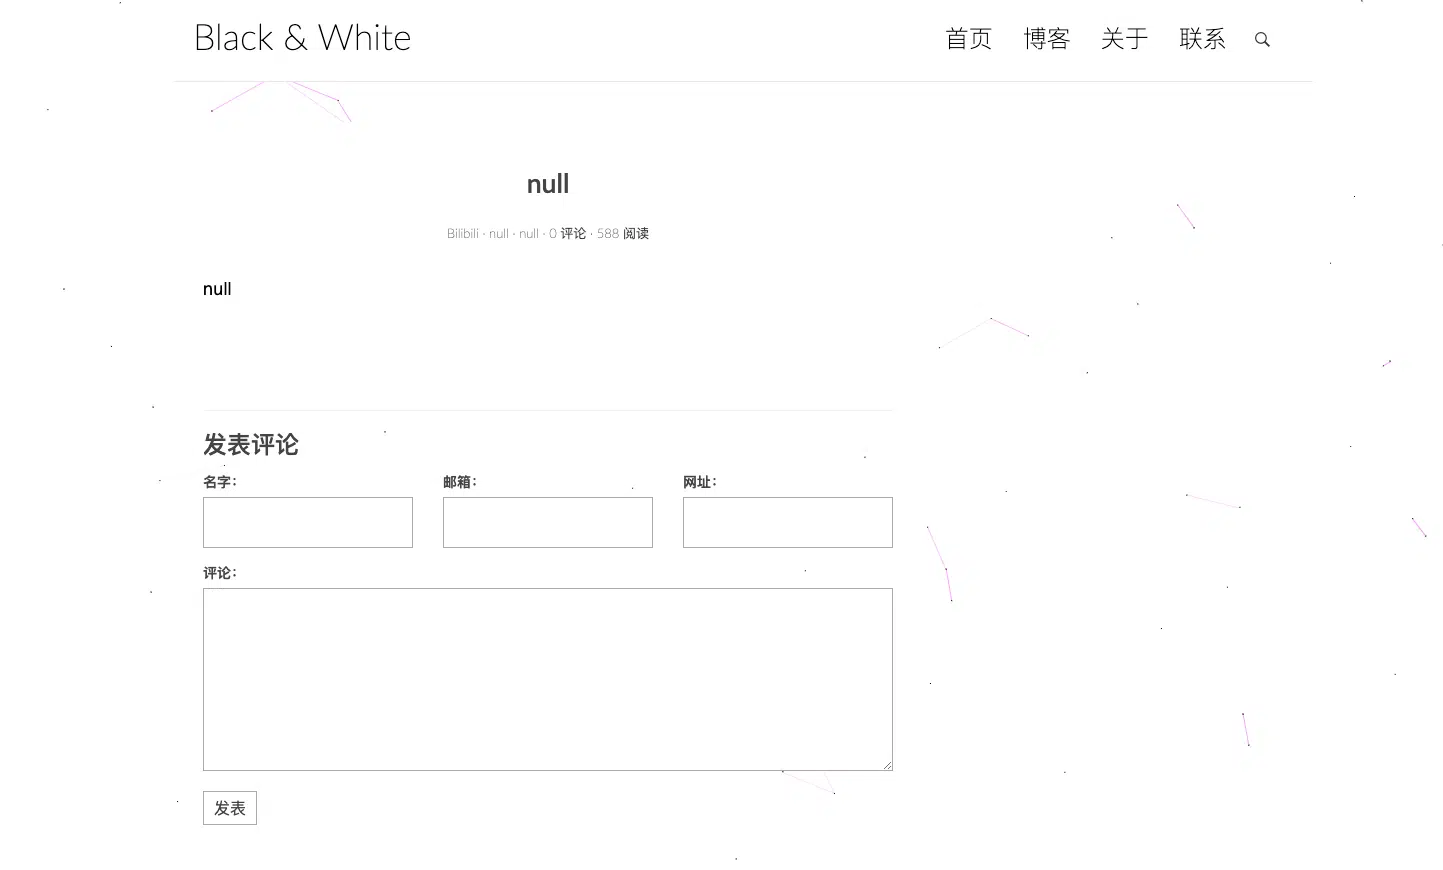 Black & White
首页 博客 关于 联系
null
Bilibili · null · null · 0 评论 · 588 阅读
null
发表评论
名字： 邮箱： 网址：
评论：
发表